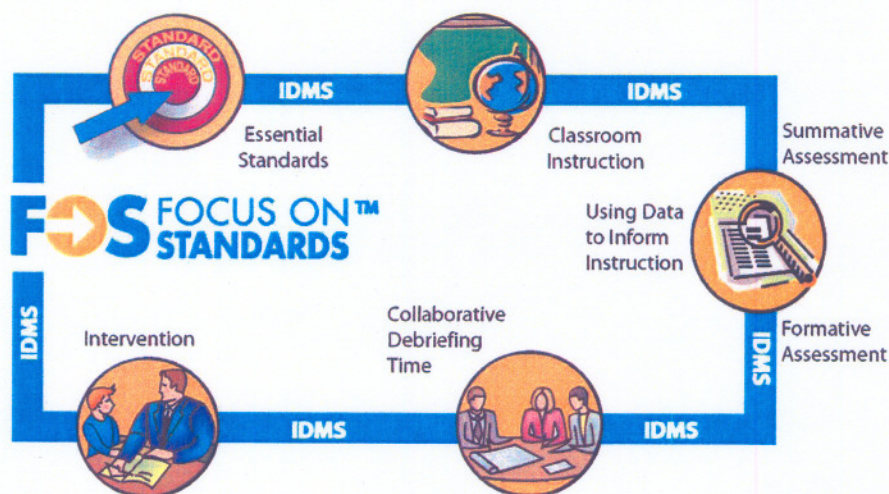 STANDARD
STANDARD
STANDARD
IDMS
IDMS
Essential
Standards
Classroom
Instruction
Summative
Assessment
FOS FOCUS ON™
STANDARDS
Using Data
to Inform
Instruction
IDMS
Intervention
Collaborative
Debriefing
Time
IDMS
Formative
Assessment
IDMS
IDMS